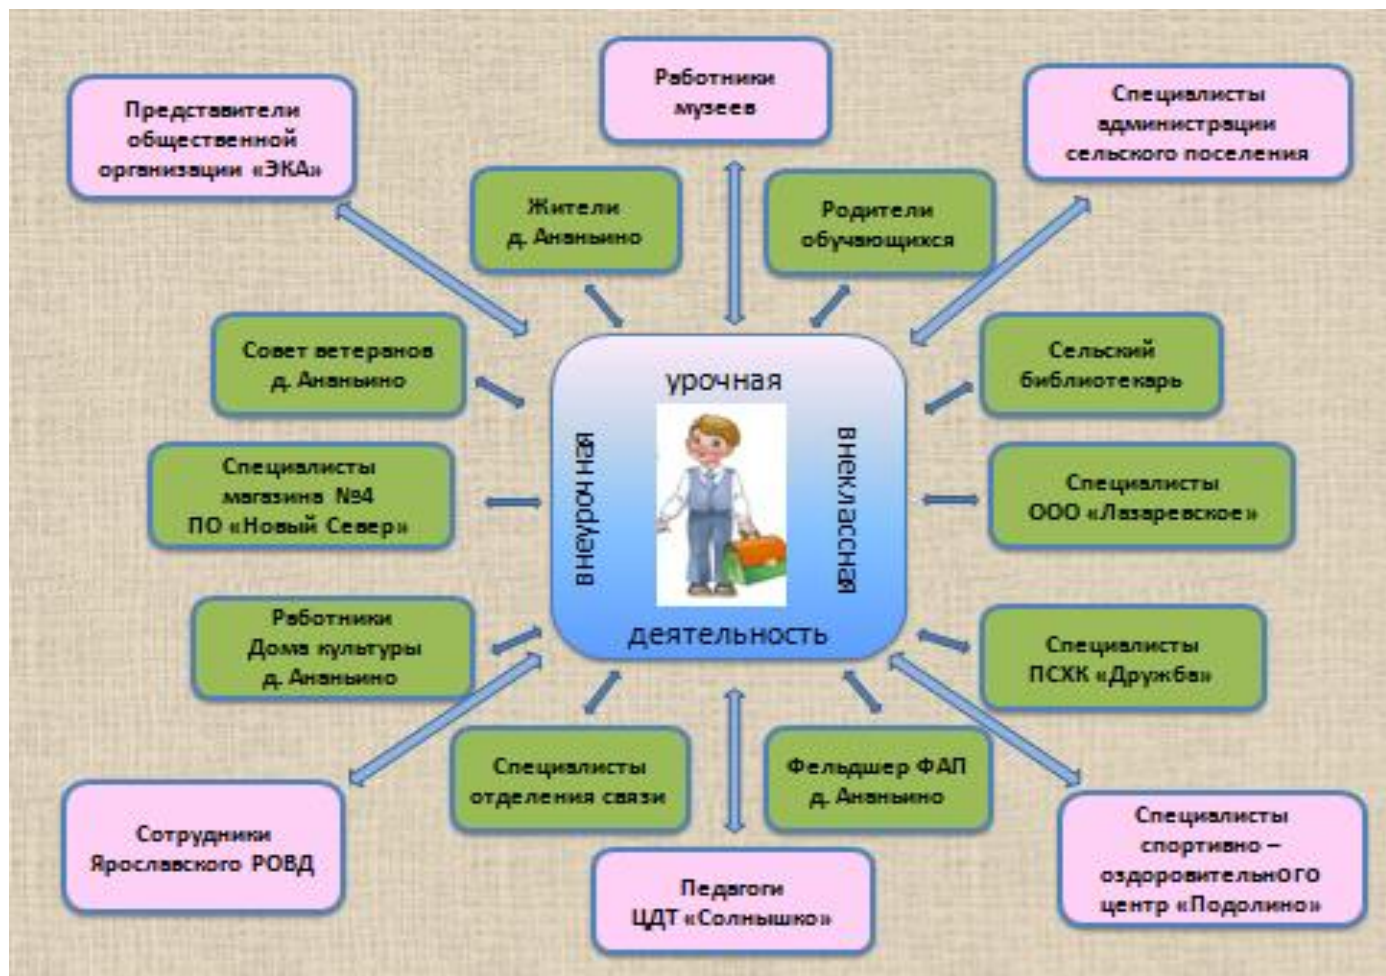 Представители
общественной
организации «ЭКА»
Работники
музеев
Специалисты
администрации
сельского поселения
Жители
д. Ананьино
Родители
обучающихся
Совет ветеранов
д. Ананьино
Сельский
библиотекарь
Специалисты
магазина №4
ПО «Новый Север»
Специалисты
ООО «Лазаревское»
Работники
Дома культуры
д. Ананьино
Специалисты
ПСХК «Дружба»
урочная
внеурочная
внеклассная
деятельность
Специалисты
отделения связи
Фельдшер ФАП
д. Ананьино
Сотрудники
Ярославского РОВД
Педагоги
ЦДТ «Солнышко»
Специалисты
спортивно –
оздоровительного
центр «Подолино»